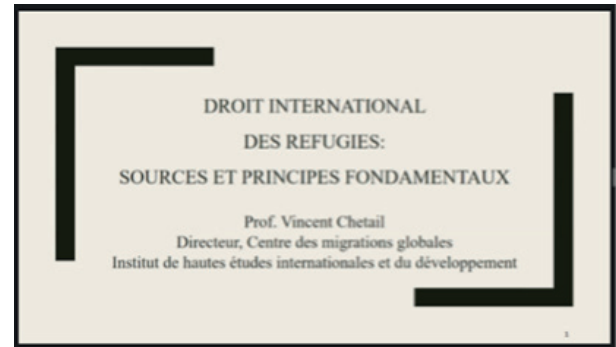 DROIT INTERNATIONAL
DES REFUGIES:
SOURCES ET PRINCIPES FONDAMENTAUX
Prof. Vincent Chetail
Directeur, Centre des migrations globales
Institut de hautes études internationales et du développement
1